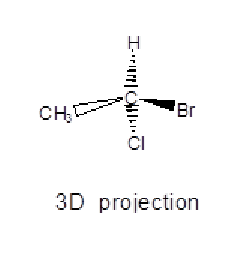 H
CH3 C Br
Cl
3D projection